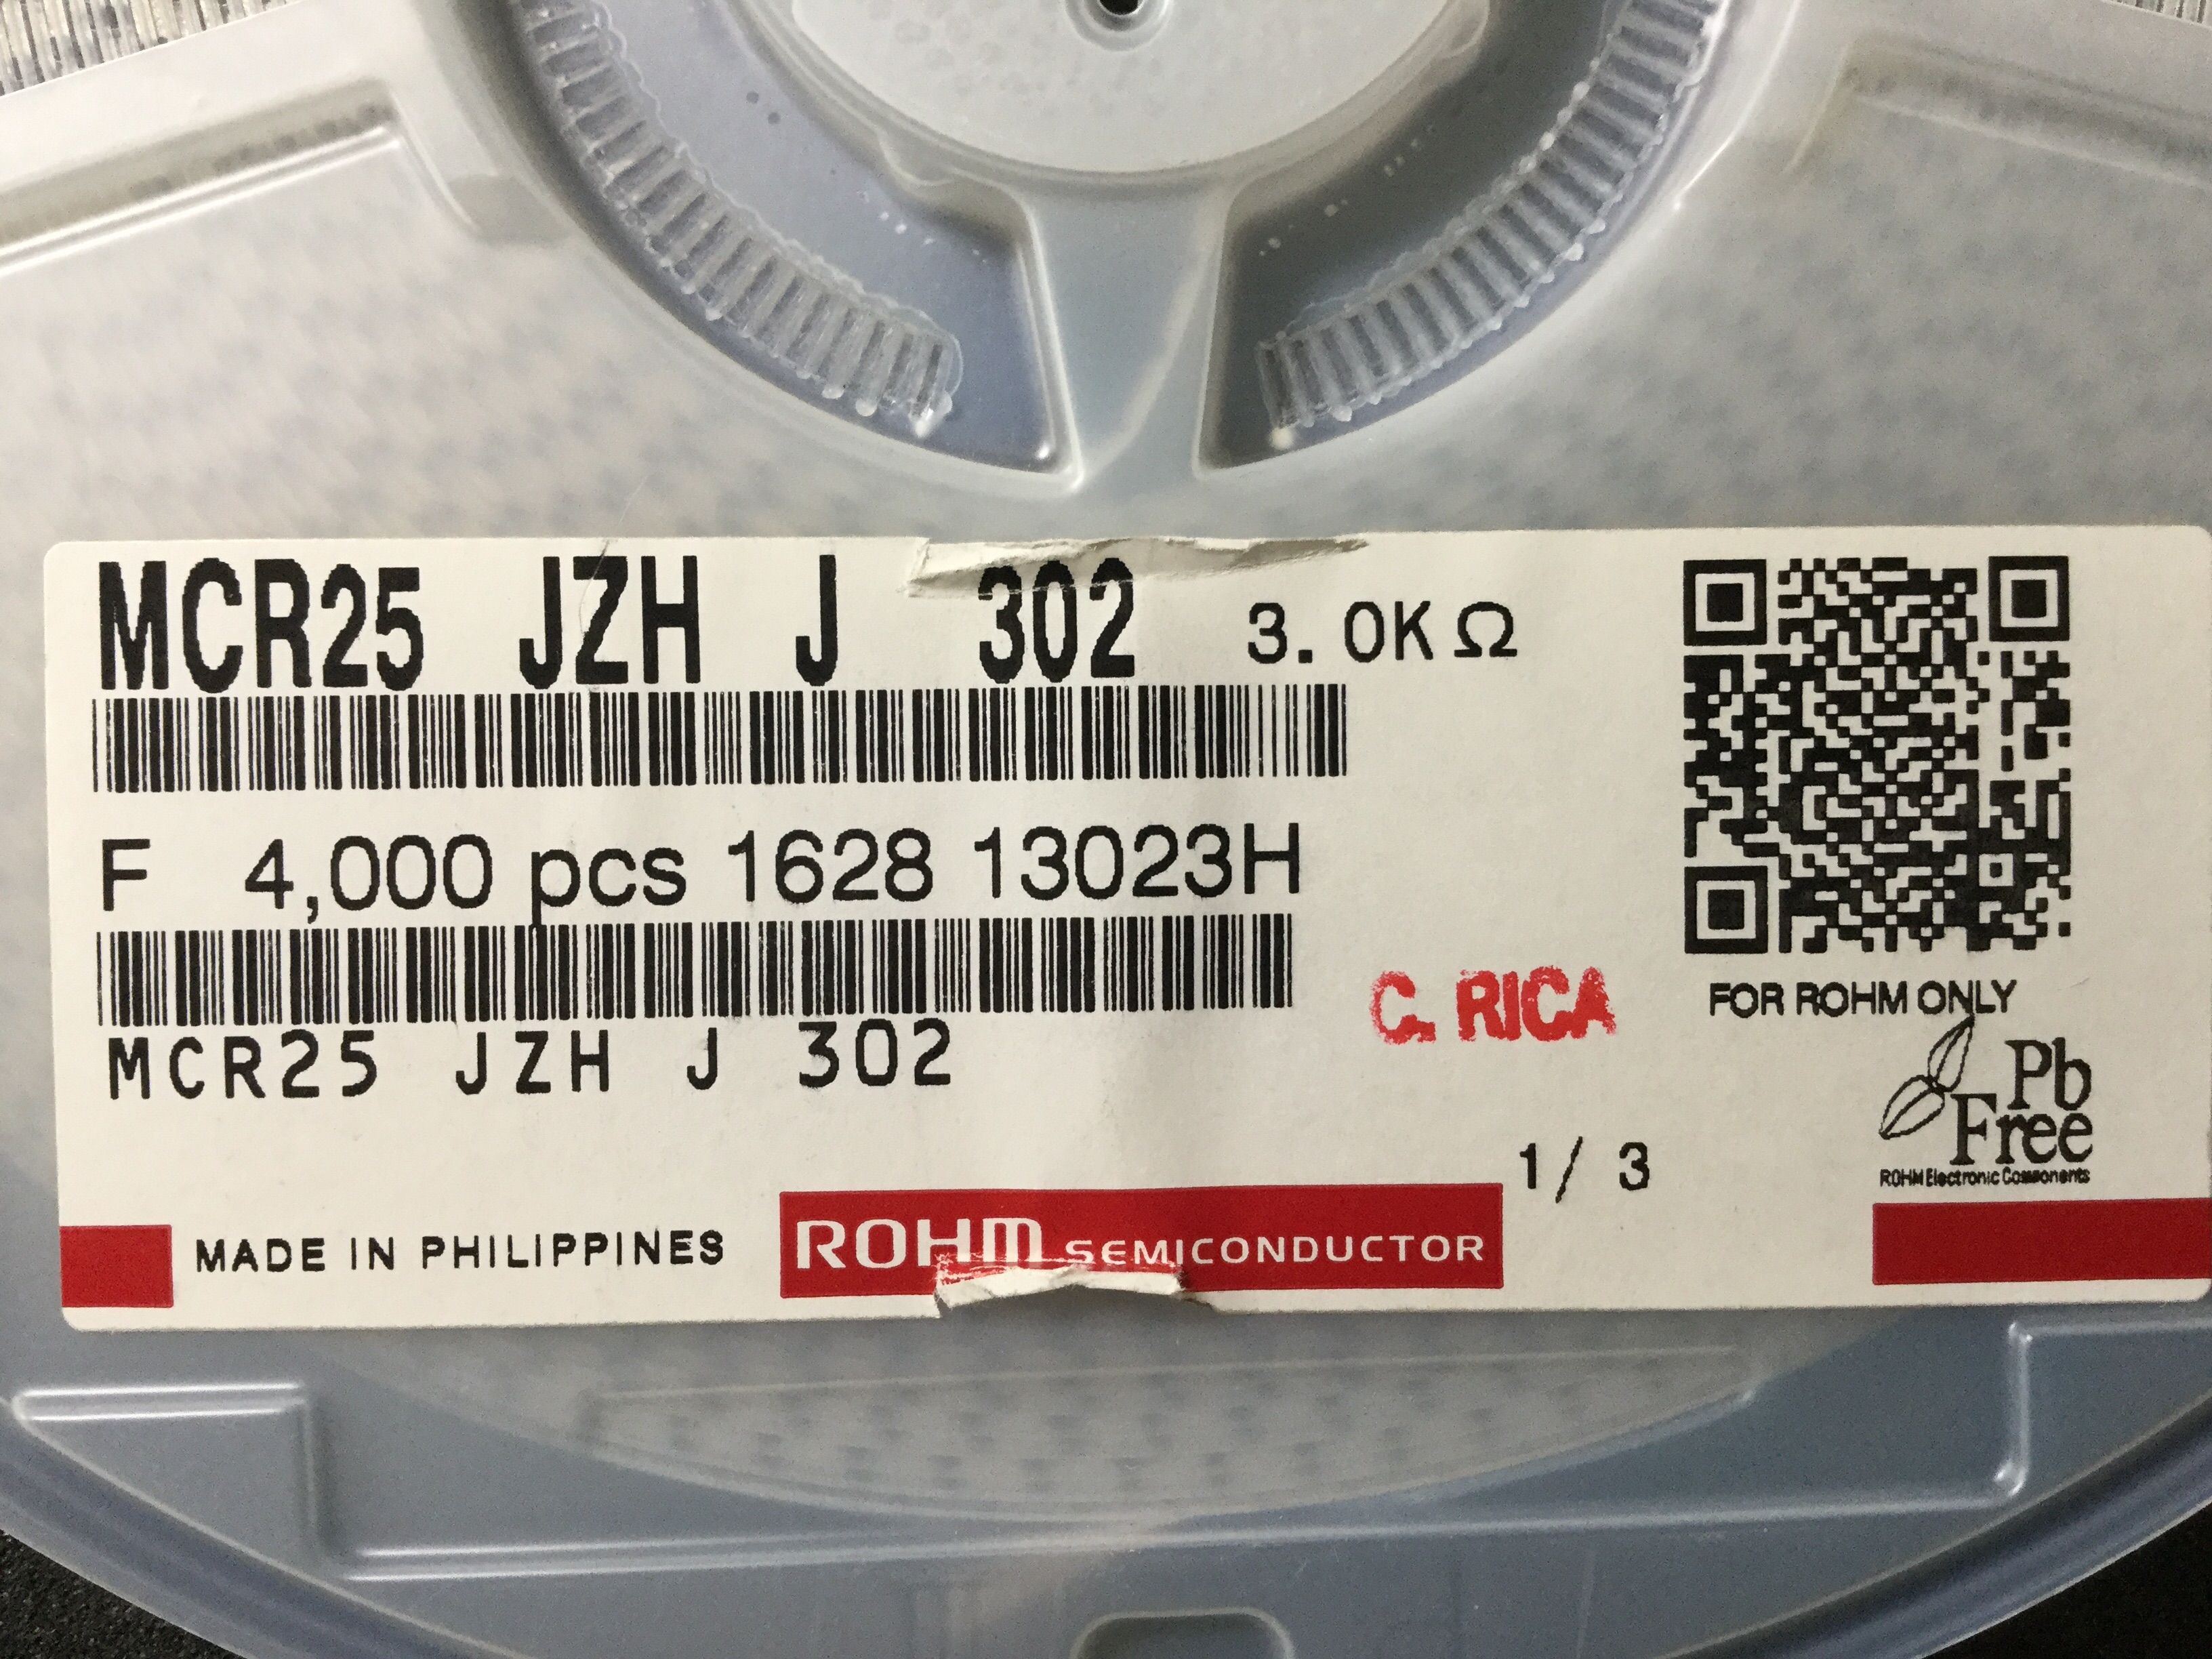 MCR25 JZH J 302 3.0KΩ
F 4,000 pcs 1628 13023H
C. RICA
FOR ROHM ONLY
MCR25 JZH J 302
Pb
Free
ROHM Electronic Components
1/ 3
MADE IN PHILIPPINES
ROHM SEMICONDUCTOR